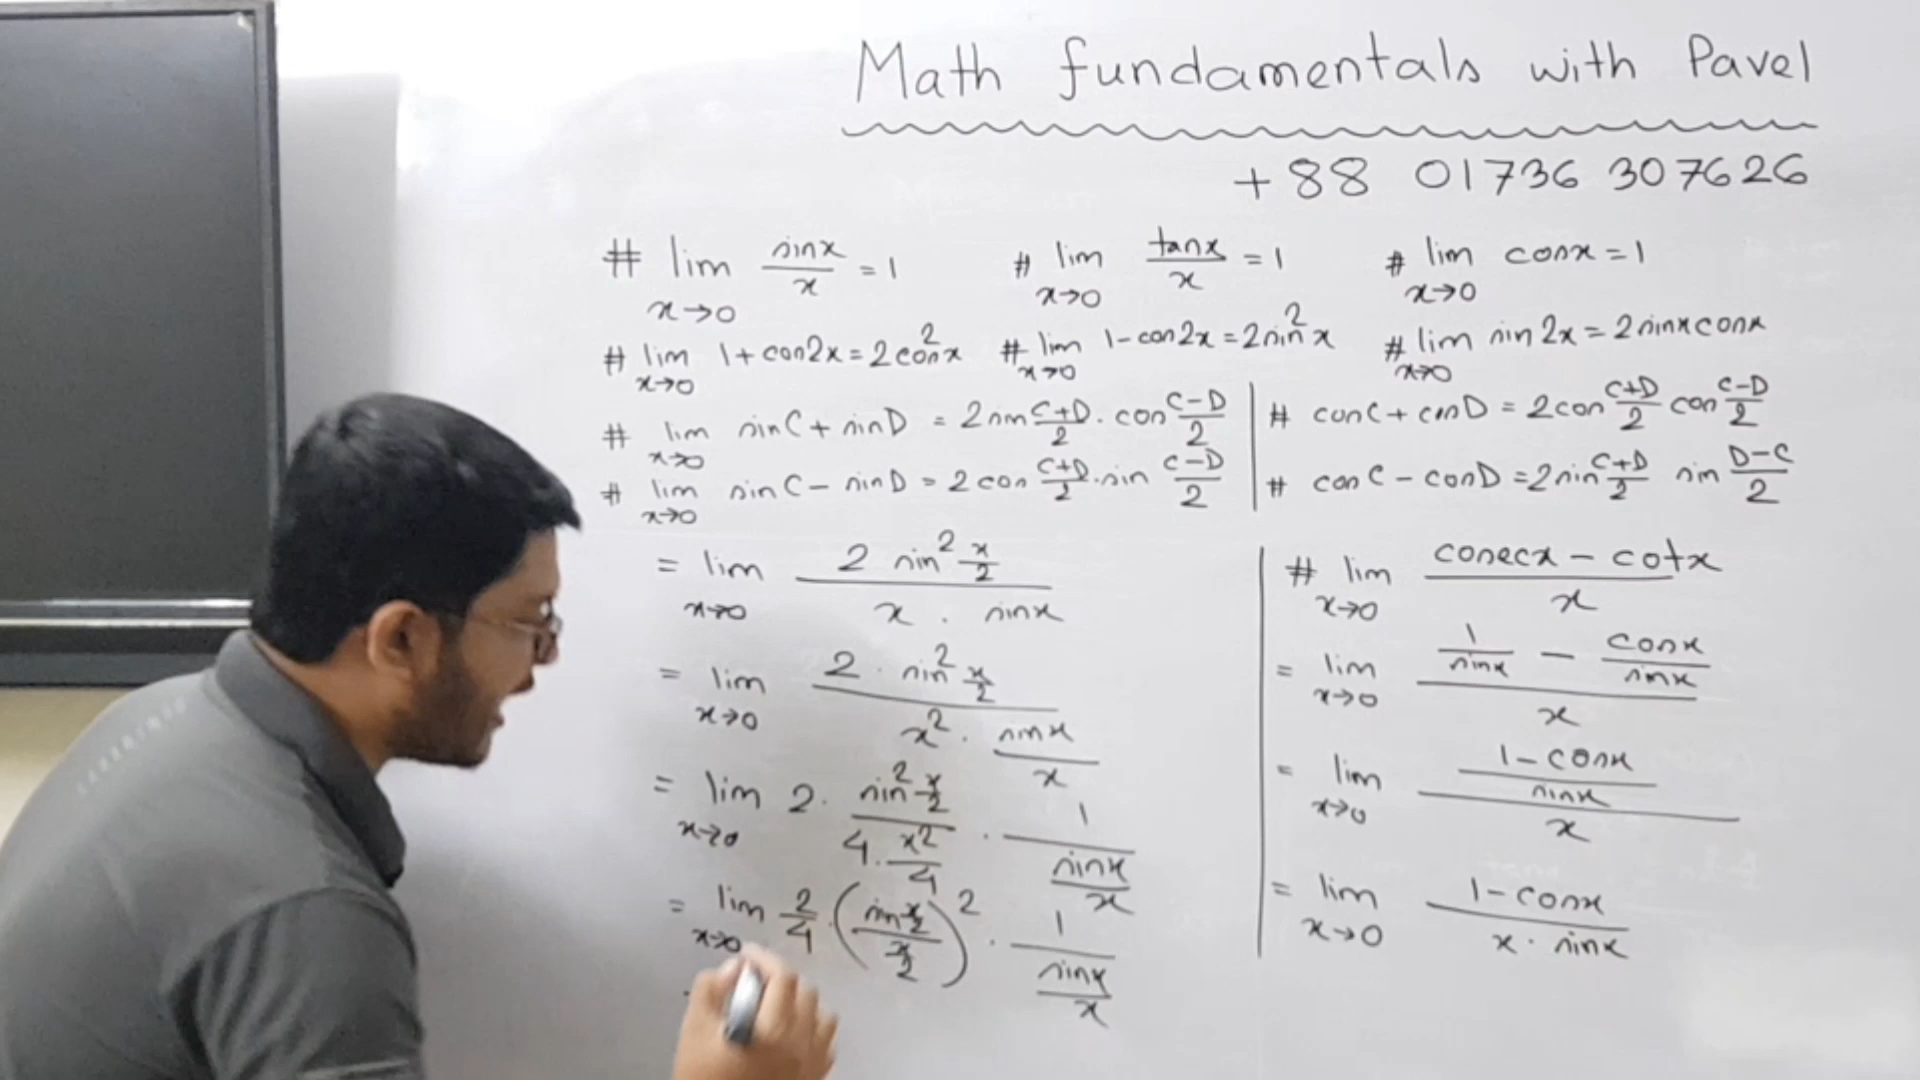 Math fundamentals with Pavel
+88 01736 307626
# lim x→0 sinx/x = 1 # lim x→0 tanx/x = 1 # lim x→0 cosx = 1
# lim x→0 1+cos2x = 2cos²x # lim x→0 1-cos2x = 2sin²x # lim x→0 sin2x = 2sinxcosx
# lim x→0 sinC + sinD = 2sin (C+D)/2 . cos (C-D)/2
# lim x→0 sinC - sinD = 2cos (C+D)/2 . sin (C-D)/2
# cosC + cosD = 2cos (C+D)/2 cos (C-D)/2
# cosC - cosD = 2sin (C+D)/2 sin (D-C)/2
= lim x→0 (2 sin² x/2)/(x . sinx)
= lim x→0 (2 . sin² x/2)/(x² . sinx/x)
= lim x→0 2 . (sin² x/2)/(4 . x²/4) . 1/(sinx/x)
= lim x→0 2/4 . ((sin x/2)/(x/2))² . 1/(sinx/x)
# lim x→0 (cosecx - cotx)/x
= lim x→0 (1/sinx - cosx/sinx)/x
= lim x→0 ((1-cosx)/sinx)/x
= lim x→0 (1-cosx)/(x . sinx)